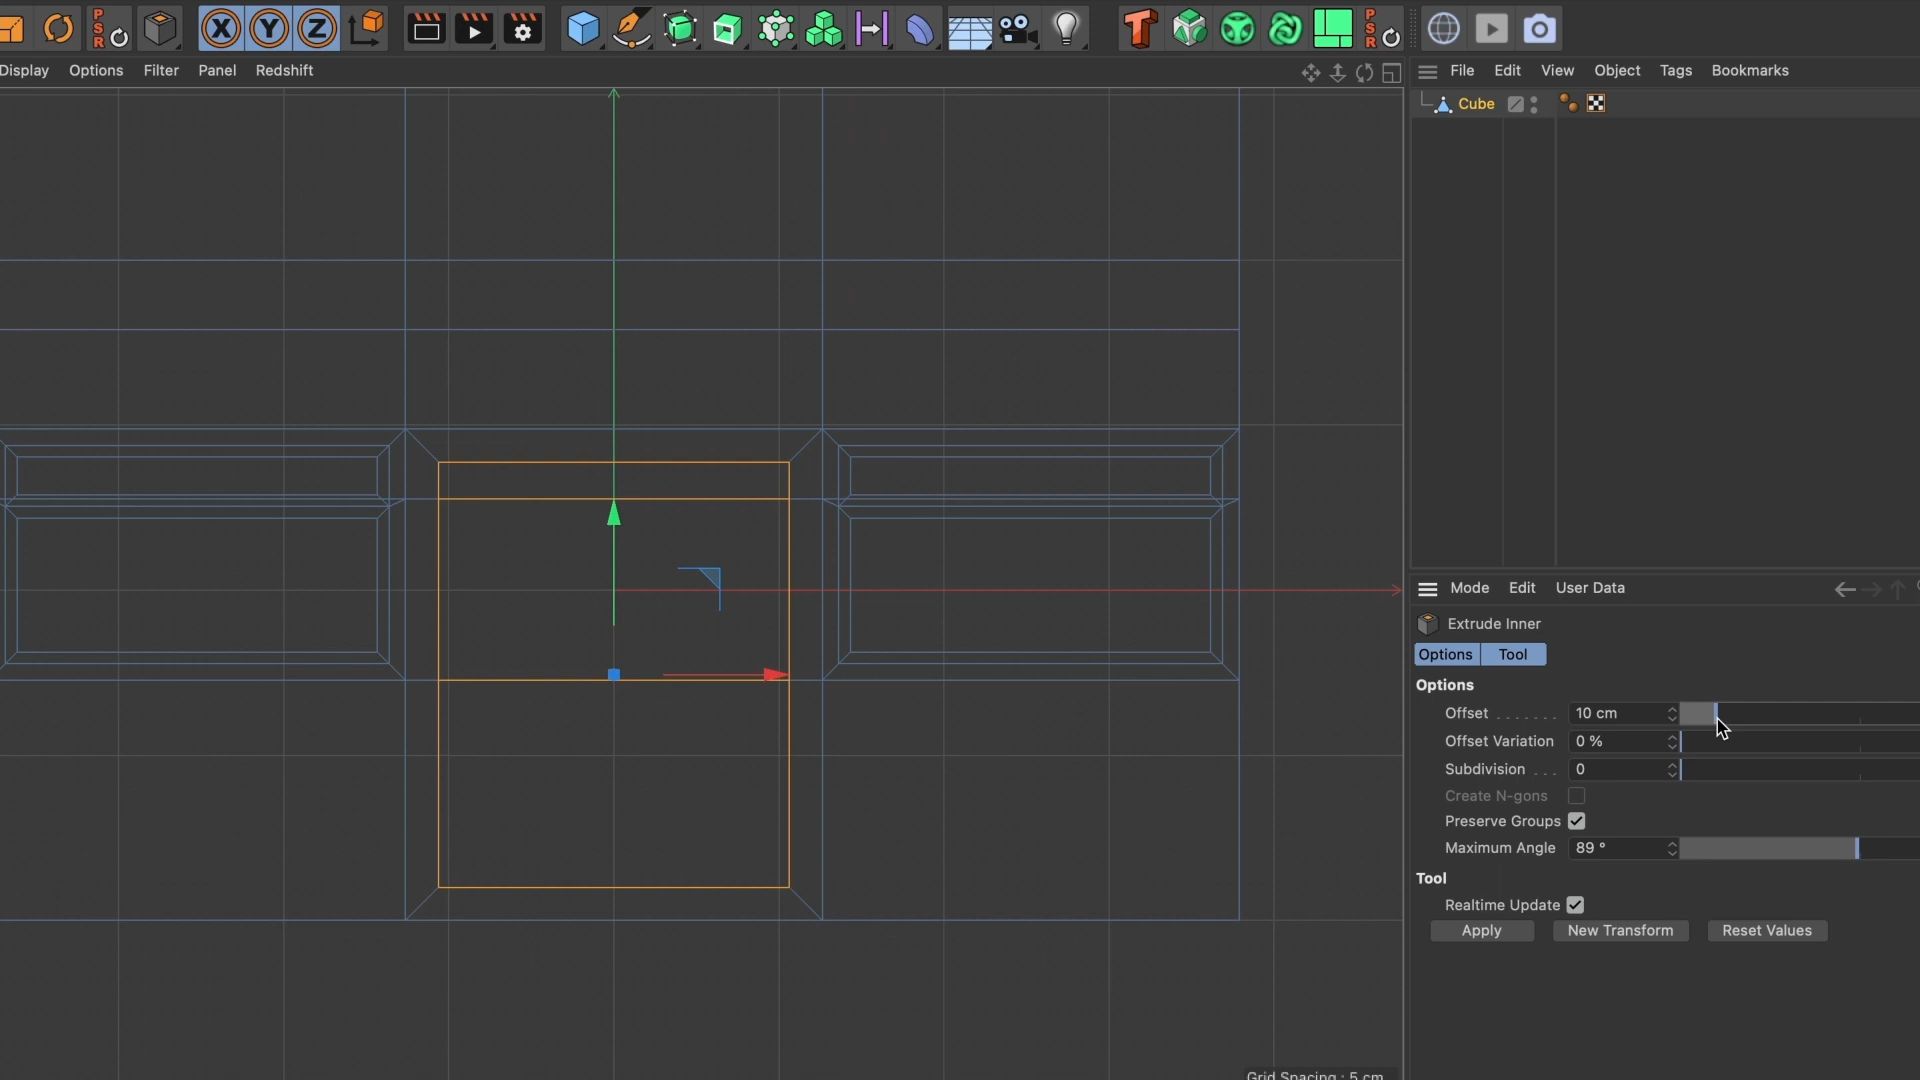 PSR
X Y Z
PSR
Display Options Filter Panel Redshift
File Edit View Object Tags Bookmarks
Cube
Mode Edit User Data
Extrude Inner
Options Tool
Options
Offset . . . . . . . 10 cm
Offset Variation 0 %
Subdivision . . . 0
Create N-gons
Preserve Groups
Maximum Angle 89 °
Tool
Realtime Update
Apply New Transform Reset Values
Grid Spacing : 5 cm